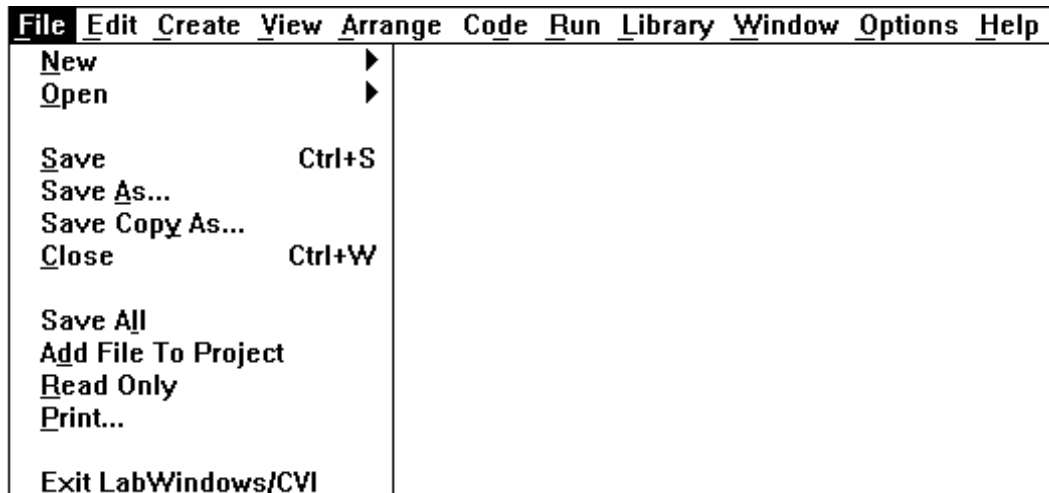 File Edit Create View Arrange Code Run Library Window Options Help
New
Open
Save Ctrl+S
Save As...
Save Copy As...
Close Ctrl+W
Save All
Add File To Project
Read Only
Print...
Exit LabWindows/CVI